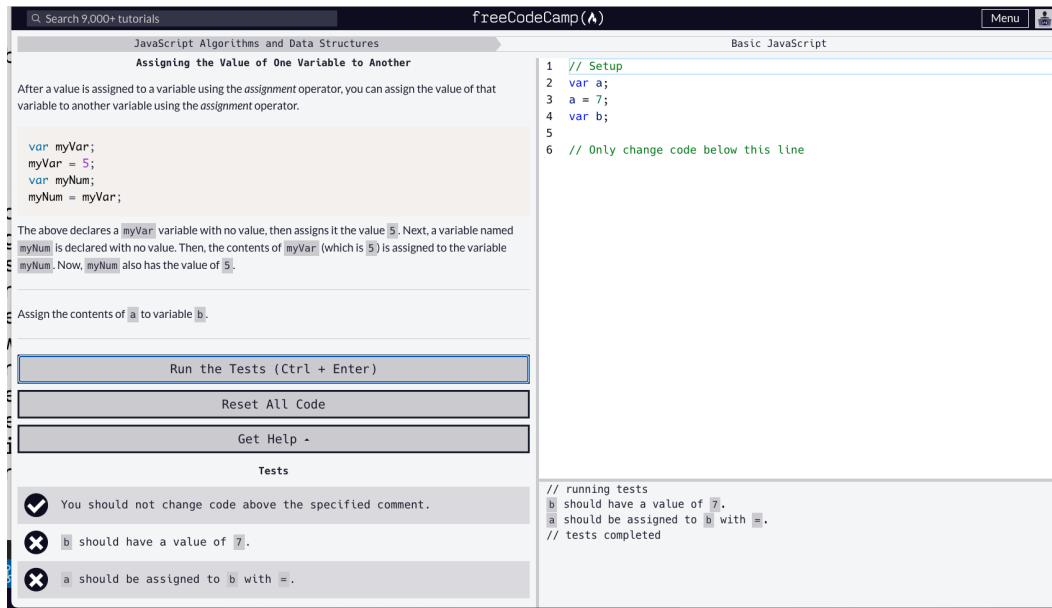 Search 9,000+ tutorials
freeCodeCamp
Menu
JavaScript Algorithms and Data Structures
Basic JavaScript
Assigning the Value of One Variable to Another
After a value is assigned to a variable using the assignment operator, you can assign the value of that
variable to another variable using the assignment operator.
var myVar;
myVar = 5;
var myNum;
myNum = myVar;
The above declares a myVar variable with no value, then assigns it the value 5. Next, a variable named
myNum is declared with no value. Then, the contents of myVar (which is 5) is assigned to the variable
myNum. Now, myNum also has the value of 5.
Assign the contents of a to variable b.
Run the Tests (Ctrl + Enter)
Reset All Code
Get Help
Tests
You should not change code above the specified comment.
b should have a value of 7.
a should be assigned to b with =.
1 // Setup
2 var a;
3 a = 7;
4 var b;
5
6 // Only change code below this line
// running tests
b should have a value of 7.
a should be assigned to b with =.
// tests completed